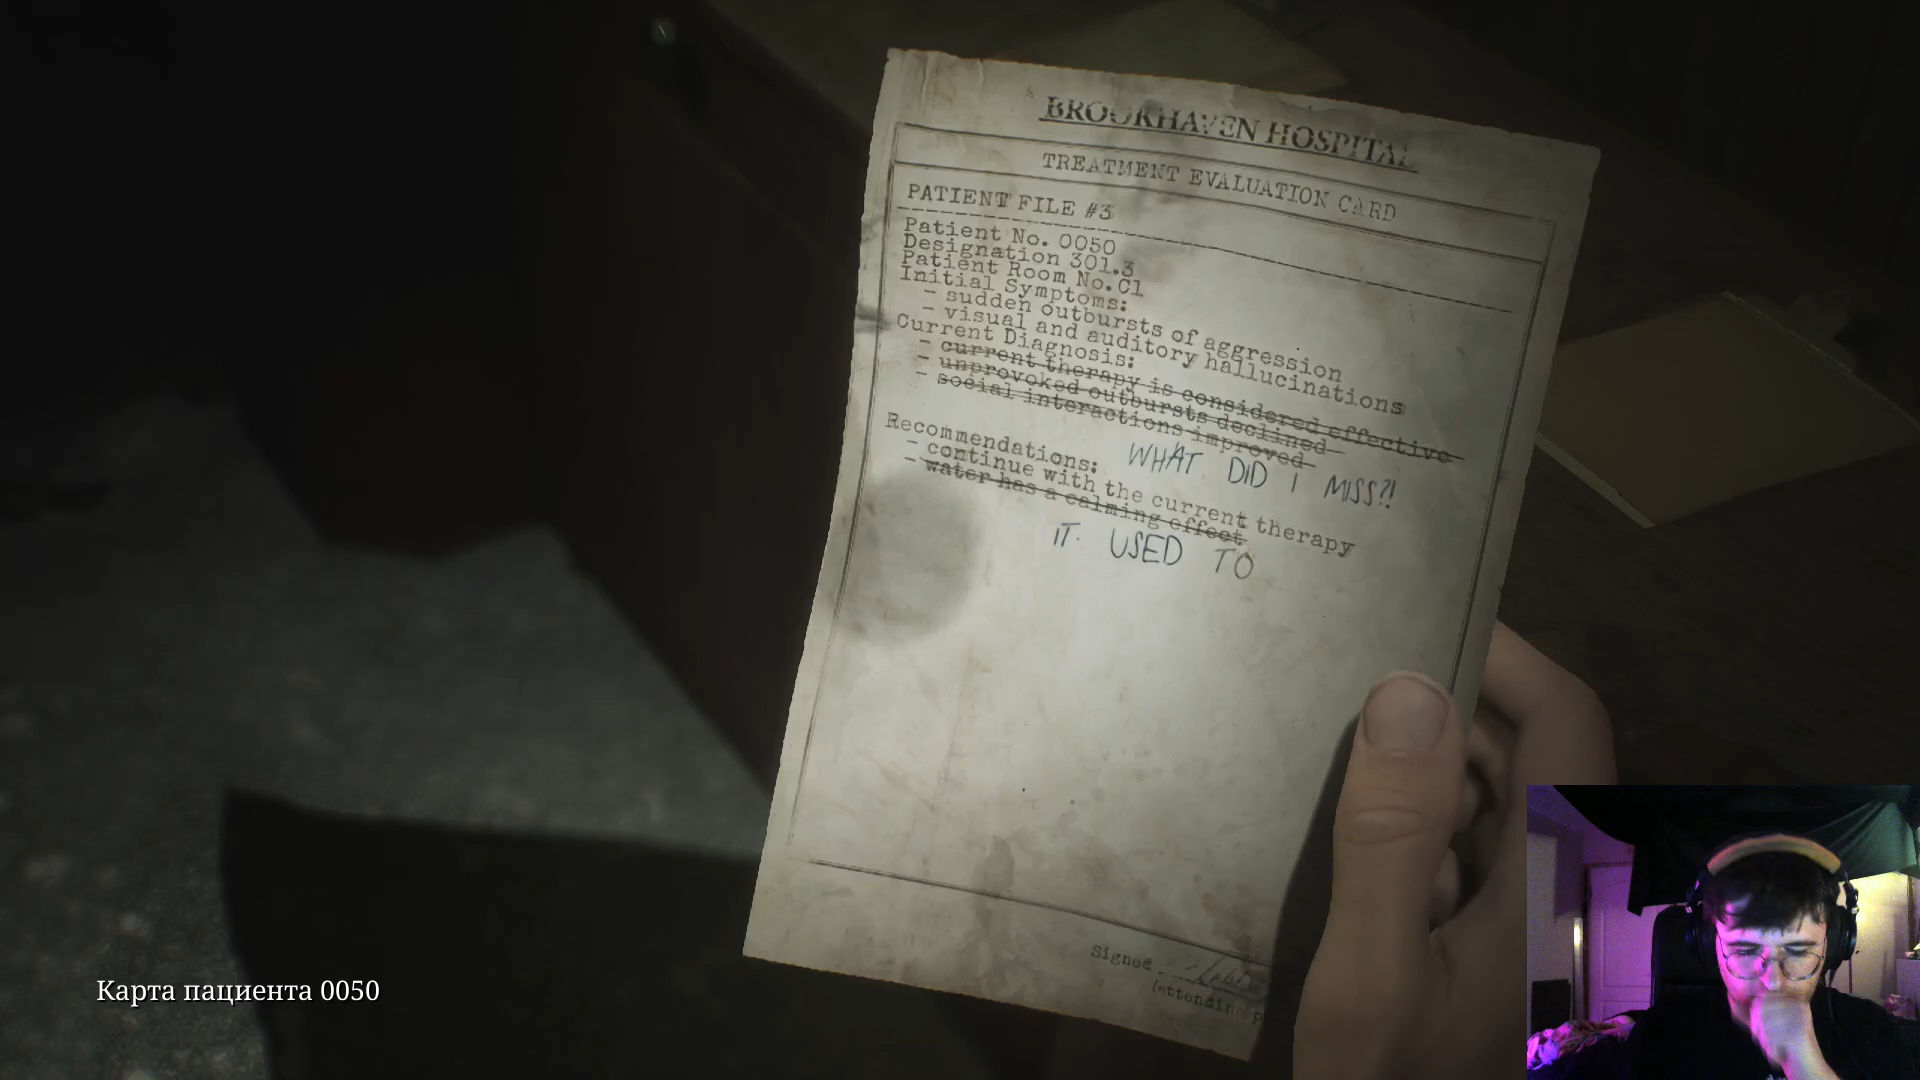 BROOKHAVEN HOSPITAL
TREATMENT EVALUATION CARD
PATIENT FILE #3
Patient No. 0050
Designation 301.3
Patient Room No.C1
Initial Symptoms:
- sudden outbursts of aggression
- visual and auditory hallucinations
Current Diagnosis:
- current therapy is considered effective
- unprovoked outbursts declined
- social interactions improved
WHAT DID I MISS?!
Recommendations:
- continue with the current therapy
- water has a calming effect
IT USED TO
Signed
Карта пациента 0050